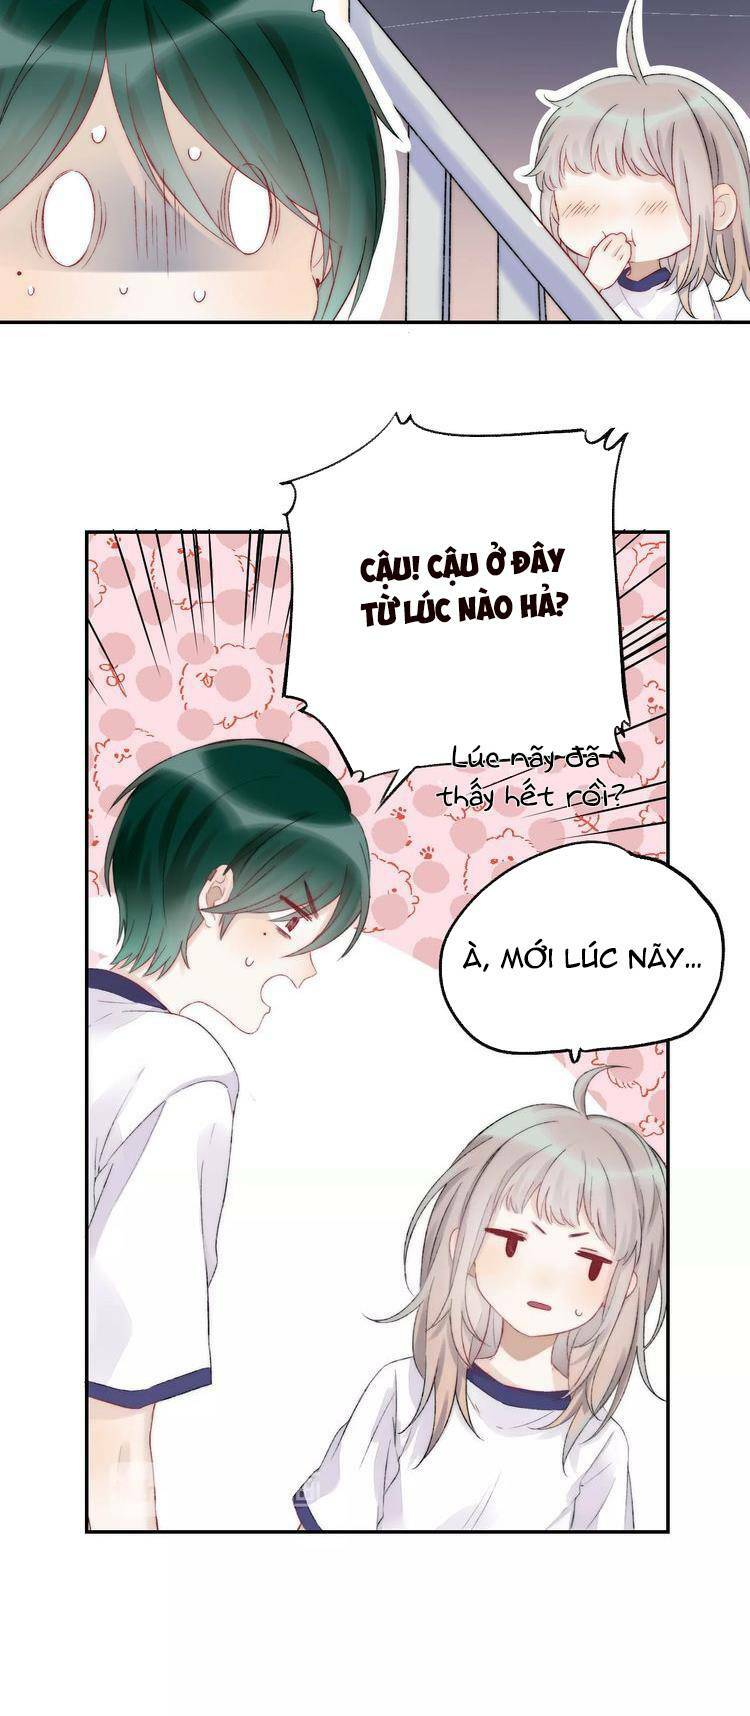 CẬU! CẬU Ở ĐÂY
TỪ LÚC NÀO HẢ?
Lúc nãy đã
thấy hết rồi?
À, MỚI LÚC NÃY...